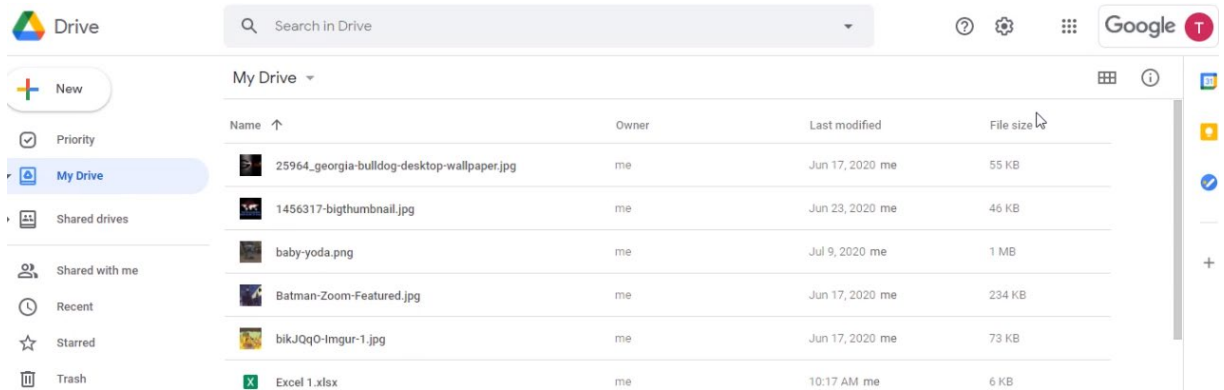 Drive
Search in Drive
Google T
New
Priority
My Drive
Shared drives
Shared with me
Recent
Starred
Trash
My Drive
Name Owner Last modified File size
25964_georgia-bulldog-desktop-wallpaper.jpg me Jun 17, 2020 me 55 KB
1456317-bigthumbnail.jpg me Jun 23, 2020 me 46 KB
baby-yoda.png me Jul 9, 2020 me 1 MB
Batman-Zoom-Featured.jpg me Jun 17, 2020 me 234 KB
bikJQqO-Imgur-1.jpg me Jun 17, 2020 me 73 KB
X Excel 1.xlsx me 10:17 AM me 6 KB
31